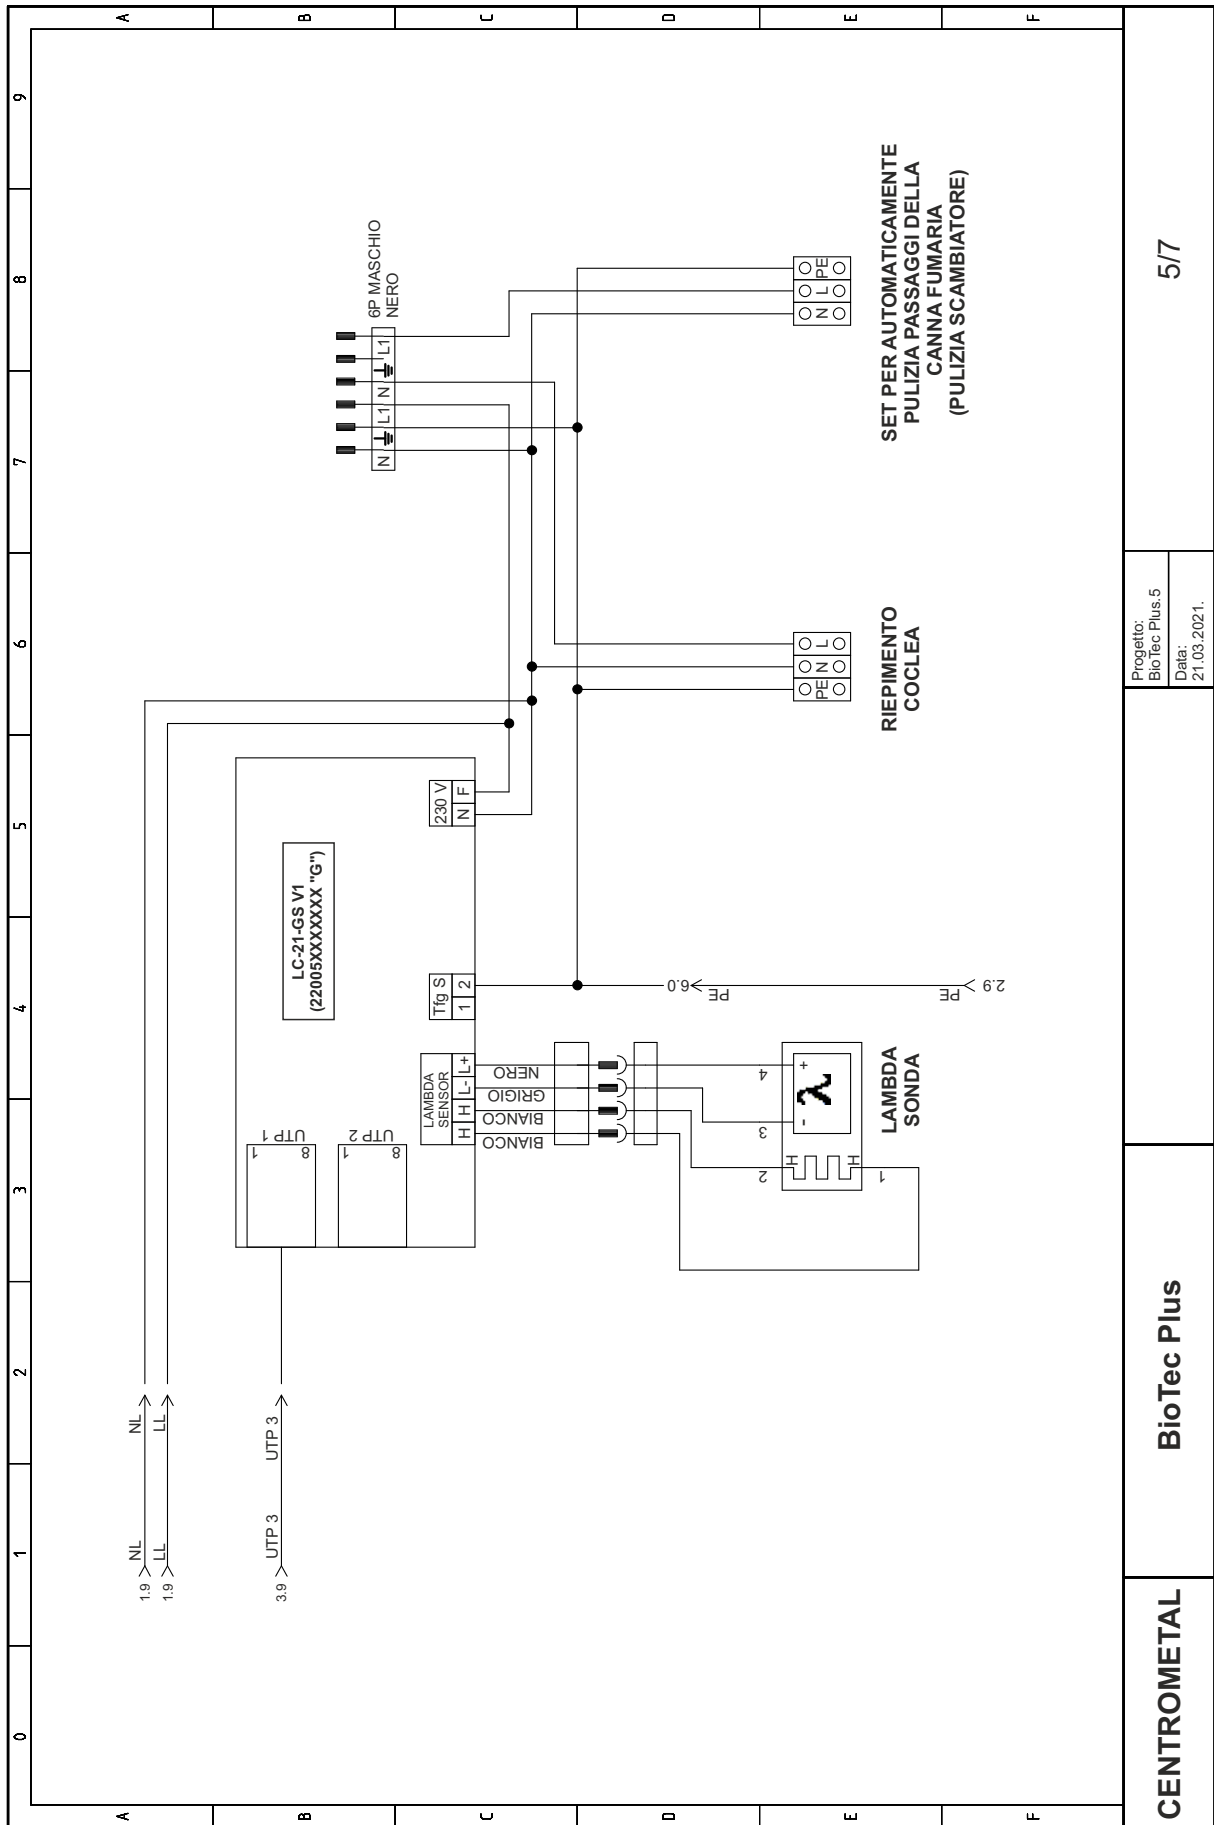 0 1 2 3 4 5 6 7 8 9
A
A
B
B
C
C
D
D
E
E
F
F
1.9
NL
NL
1.9
LL
LL
3.9
UTP 3
UTP 3
1
8
UTP 1
1
8
UTP 2
LC-21-GS V1
(22005XXXXXXX "G")
LAMBDA
SENSOR
H H L- L+
Tfg S
1 2
230 V
N F
BIANCO
BIANCO
GRIGIO
NERO
6P MASCHIO
NERO
N L1 N L1
PE
6.0
PE
2.9
1
2
3
4
H
H
-
+
λ
LAMBDA
SONDA
PE N L
RIEPIMENTO
COCLEA
N L PE
SET PER AUTOMATICAMENTE
PULIZIA PASSAGGI DELLA
CANNA FUMARIA
(PULIZIA SCAMBIATORE)
CENTROMETAL
BioTec Plus
Progetto:
BioTec Plus.5
Data:
21.03.2021.
5/7